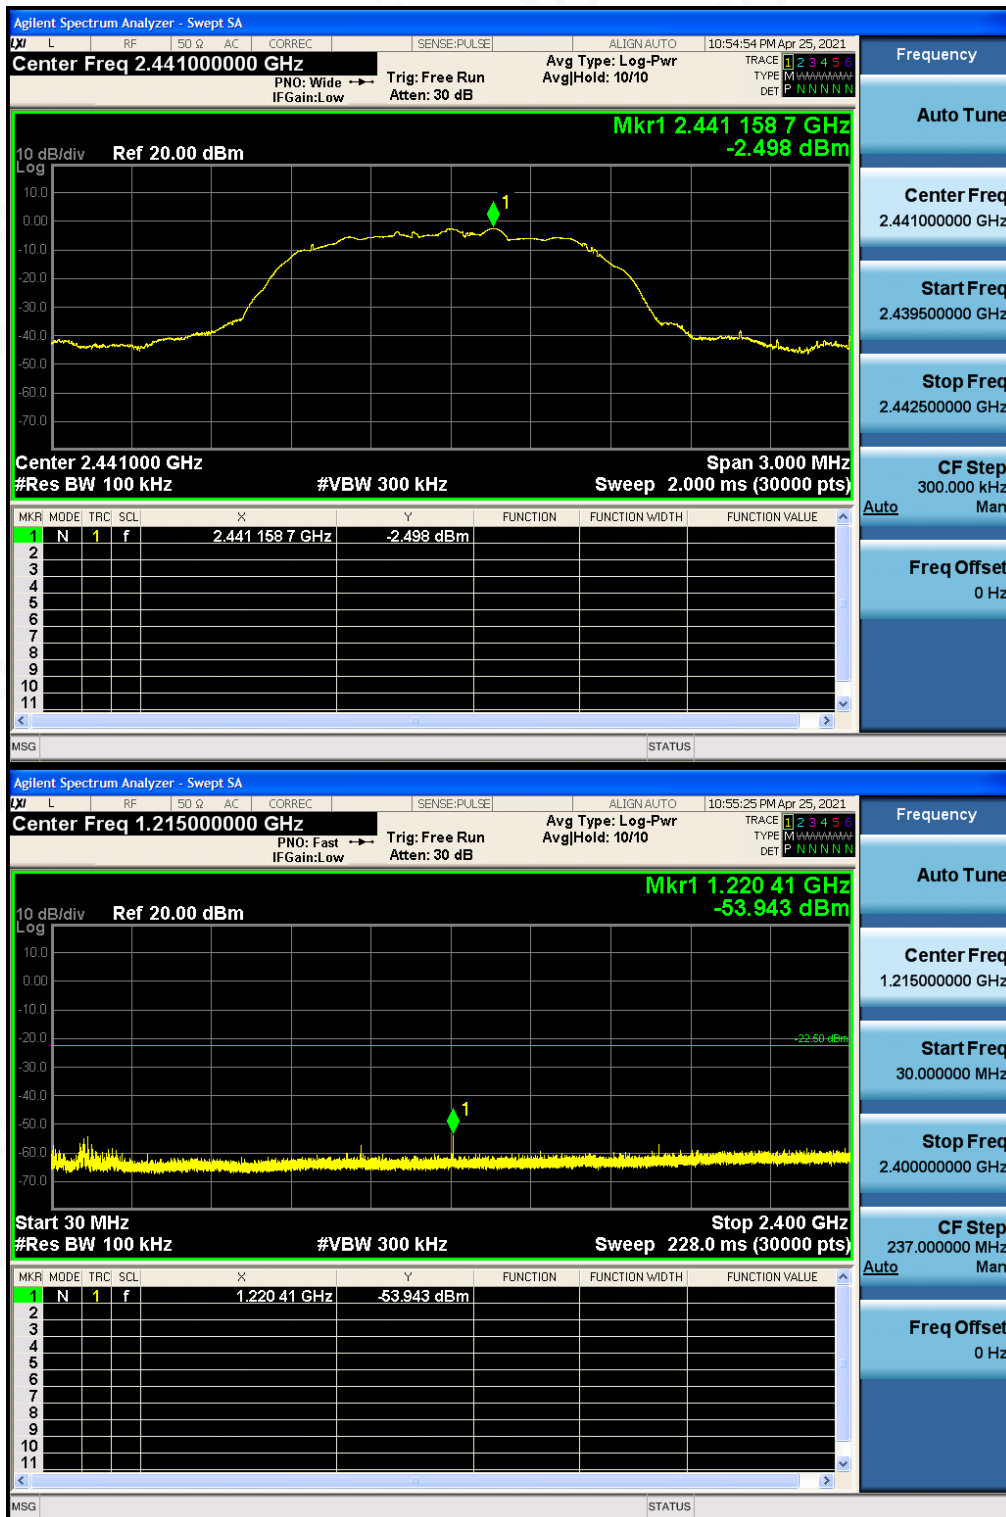 Agilent Spectrum Analyzer - Swept SA
LXI L RF 50 Ω AC CORREC SENSE:PULSE ALIGN AUTO 10:54:54 PM Apr 25, 2021
Center Freq 2.441000000 GHz
PNO: Wide
IFGain:Low
Trig: Free Run
Atten: 30 dB
Avg Type: Log-Pwr
Avg|Hold: 10/10
TRACE 1 2 3 4 5 6
TYPE M
DET P N N N N N
Mkr1 2.441 158 7 GHz
-2.498 dBm
10 dB/div Ref 20.00 dBm
Log
10.0
0.00
-10.0
-20.0
-30.0
-40.0
-50.0
-60.0
-70.0
1
Center 2.441000 GHz Span 3.000 MHz
#Res BW 100 kHz #VBW 300 kHz Sweep 2.000 ms (30000 pts)
MKR MODE TRC SCL X Y FUNCTION FUNCTION WIDTH FUNCTION VALUE
1 N 1 f 2.441 158 7 GHz -2.498 dBm
2
3
4
5
6
7
8
9
10
11
MSG STATUS
Frequency
Auto Tune
Center Freq
2.441000000 GHz
Start Freq
2.439500000 GHz
Stop Freq
2.442500000 GHz
CF Step
300.000 kHz
Auto Man
Freq Offset
0 Hz
Agilent Spectrum Analyzer - Swept SA
LXI L RF 50 Ω AC CORREC SENSE:PULSE ALIGN AUTO 10:55:25 PM Apr 25, 2021
Center Freq 1.215000000 GHz
PNO: Fast
IFGain:Low
Trig: Free Run
Atten: 30 dB
Avg Type: Log-Pwr
Avg|Hold: 10/10
TRACE 1 2 3 4 5 6
TYPE M
DET P N N N N N
Mkr1 1.220 41 GHz
-53.943 dBm
10 dB/div Ref 20.00 dBm
Log
10.0
0.00
-10.0
-20.0
-30.0
-40.0
-50.0
-60.0
-70.0
-22.50 dBm
1
Start 30 MHz Stop 2.400 GHz
#Res BW 100 kHz #VBW 300 kHz Sweep 228.0 ms (30000 pts)
MKR MODE TRC SCL X Y FUNCTION FUNCTION WIDTH FUNCTION VALUE
1 N 1 f 1.220 41 GHz -53.943 dBm
2
3
4
5
6
7
8
9
10
11
MSG STATUS
Frequency
Auto Tune
Center Freq
1.215000000 GHz
Start Freq
30.000000 MHz
Stop Freq
2.400000000 GHz
CF Step
237.000000 MHz
Auto Man
Freq Offset
0 Hz